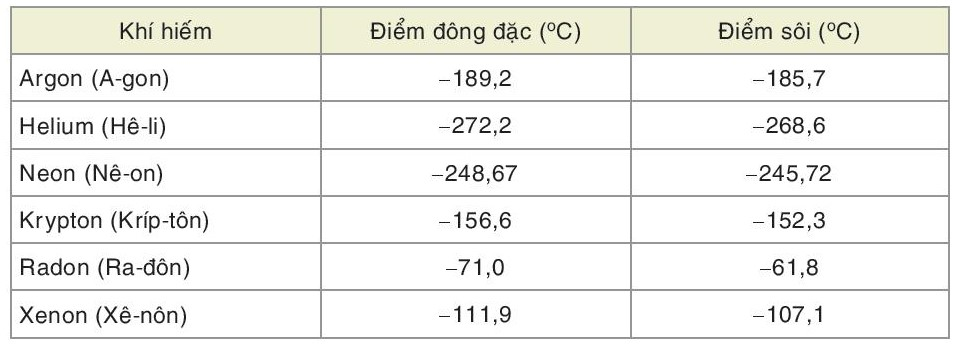 Khí hiếm Điểm đông đặc (ºC) Điểm sôi (ºC)
Argon (A-gon) –189,2 –185,7
Helium (Hê-li) –272,2 –268,6
Neon (Nê-on) –248,67 –245,72
Krypton (Kríp-tôn) –156,6 –152,3
Radon (Ra-đôn) –71,0 –61,8
Xenon (Xê-nôn) –111,9 –107,1